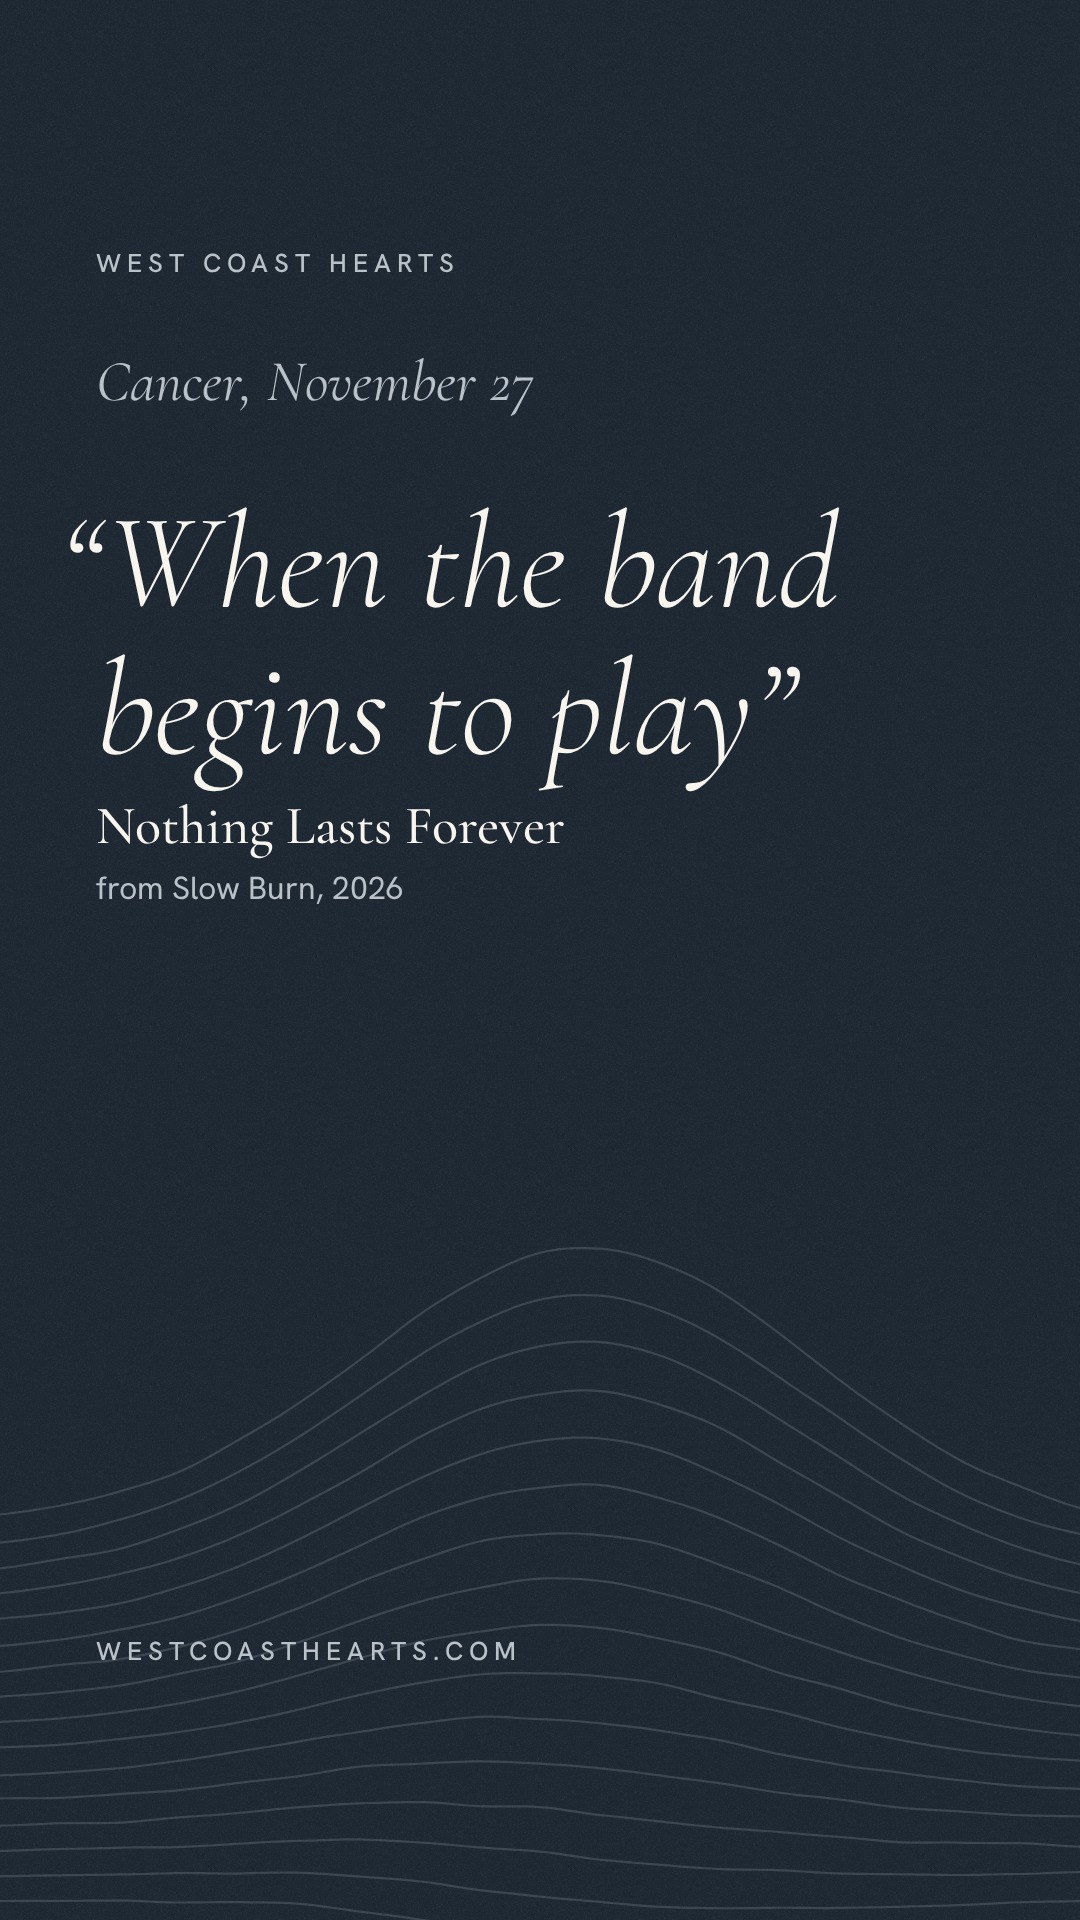 WEST COAST HEARTS
Cancer, November 27
“When the band
begins to play”
Nothing Lasts Forever
from Slow Burn, 2026
WESTCOASTHEARTS.COM